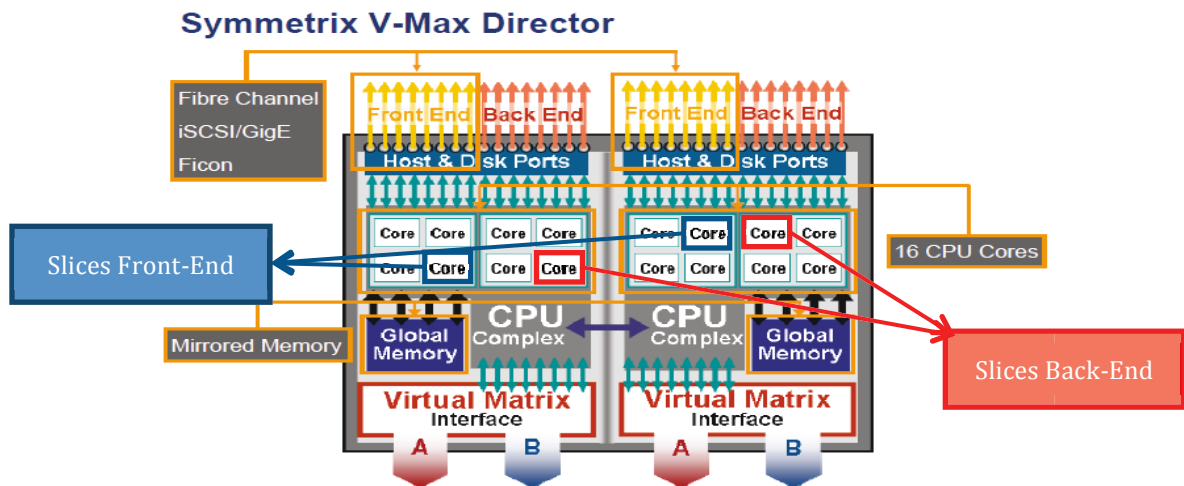 Symmetrix V-Max Director
Fibre Channel
iSCSI/GigE
Ficon
Front End Back End
Front End Back End
Host & Disk Ports
Host & Disk Ports
Core Core Core Core
Core Core Core Core
Core Core Core Core
Core Core Core Core
Slices Front-End
16 CPU Cores
Mirrored Memory
Global
Memory
CPU
Complex
CPU
Complex
Global
Memory
Slices Back-End
Virtual Matrix
Interface
Virtual Matrix
Interface
A B
A B